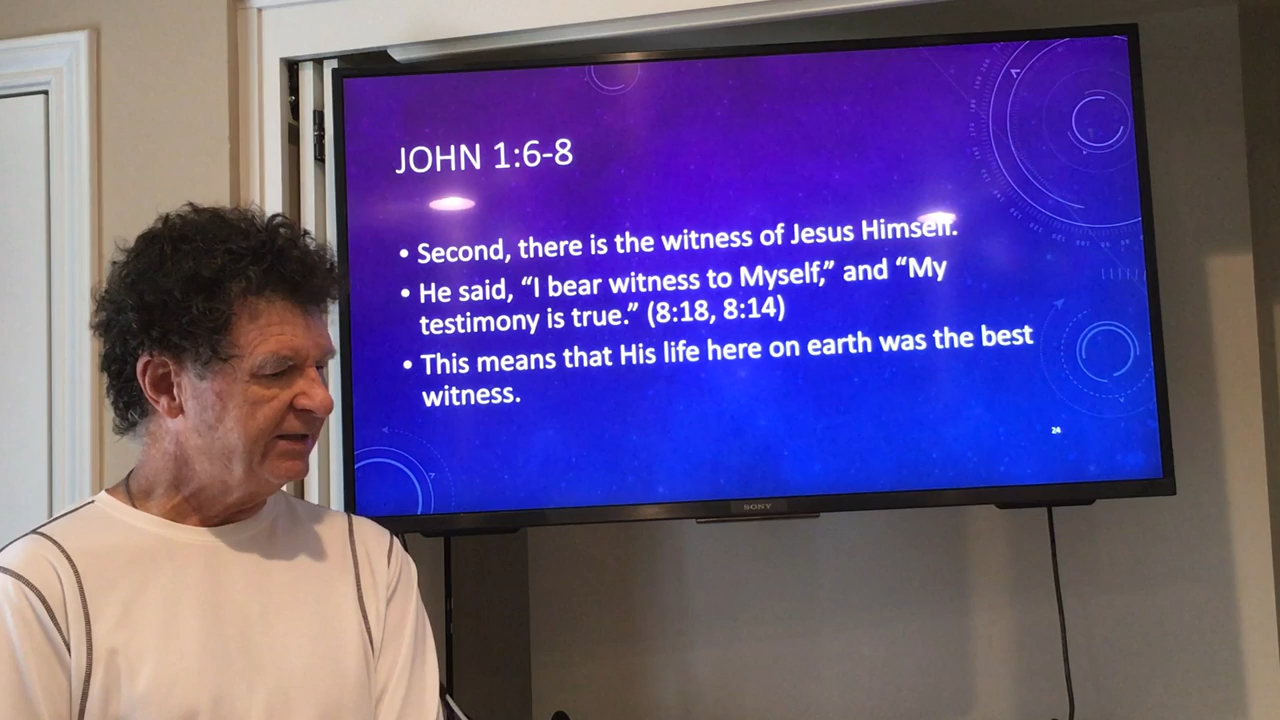 JOHN 1:6-8
• Second, there is the witness of Jesus Himself.
• He said, “I bear witness to Myself,” and “My
testimony is true.” (8:18, 8:14)
• This means that His life here on earth was the best
witness.
24
SONY